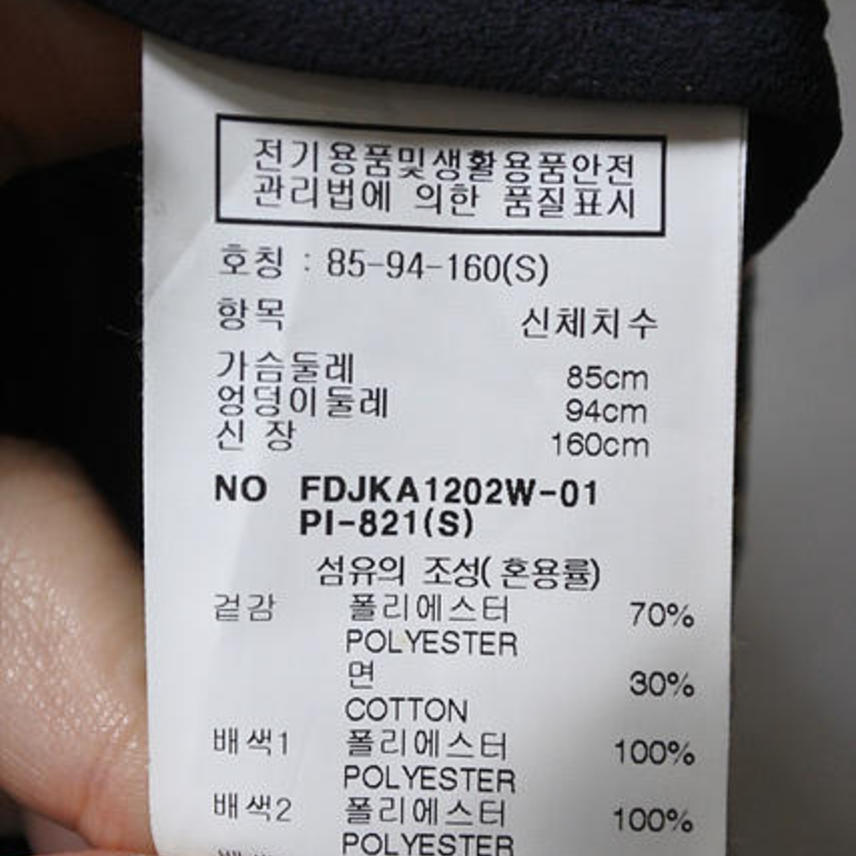 전기용품및생활용품안전
관리법에 의한 품질표시
호칭 : 85-94-160(S)
항목 신체치수
가슴둘레 85cm
엉덩이둘레 94cm
신 장 160cm
NO FDJKA1202W-01
PI-821(S)
섬유의 조성(혼용률)
겉감 폴리에스터 70%
POLYESTER
면 30%
COTTON
배색1 폴리에스터 100%
POLYESTER
배색2 폴리에스터 100%
POLYESTER